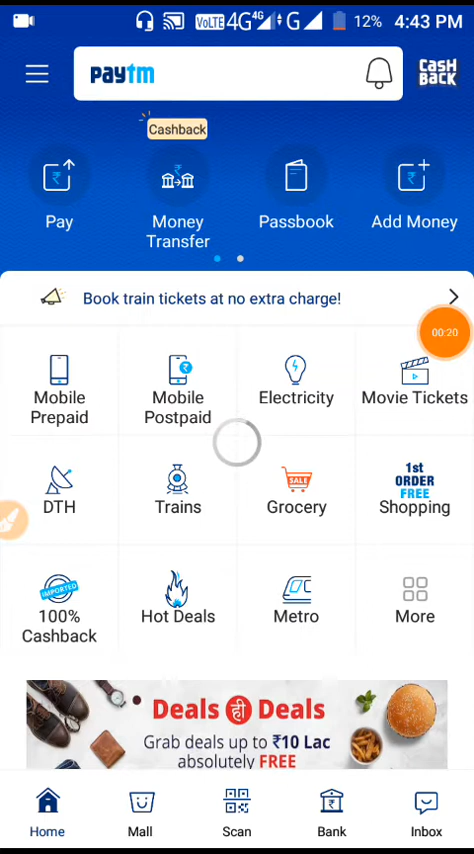 VoLTE 4G 4G G 12% 4:43 PM
paytm
CASH
BACK
Cashback
Pay
Money
Transfer
Passbook
Add Money
Book train tickets at no extra charge!
00:20
Mobile
Prepaid
Mobile
Postpaid
Electricity
Movie Tickets
DTH
Trains
SALE
Grocery
1st
ORDER
FREE
Shopping
IMPORTED
100%
Cashback
Hot Deals
Metro
More
Deals ही Deals
Grab deals up to ₹10 Lac
absolutely FREE
Home
Mall
Scan
Bank
Inbox